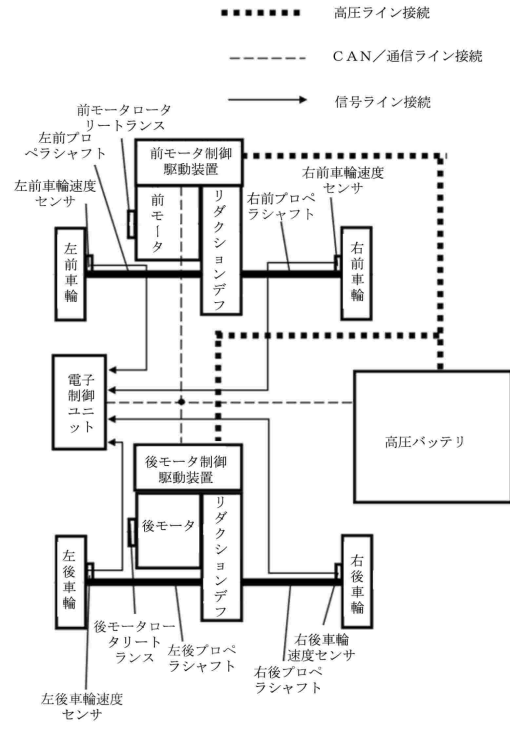 高圧ライン接続
CAN/通信ライン接続
信号ライン接続
前モータロータ
リートランス
左前プロ
ペラシャフト
左前車輪速度
センサ
前モータ制御
駆動装置
右前車輪速度
センサ
右前プロペ
ラシャフト
前モータ
リダクションデフ
左前車輪
右前車輪
電子
制御
ユニ
ット
高圧バッテリ
後モータ制御
駆動装置
後モータ
リダクションデフ
左後車輪
右後車輪
後モータロー
タリート
ランス
左後プロペ
ラシャフト
右後プロペ
ラシャフト
右後車輪
速度センサ
左後車輪速度
センサ